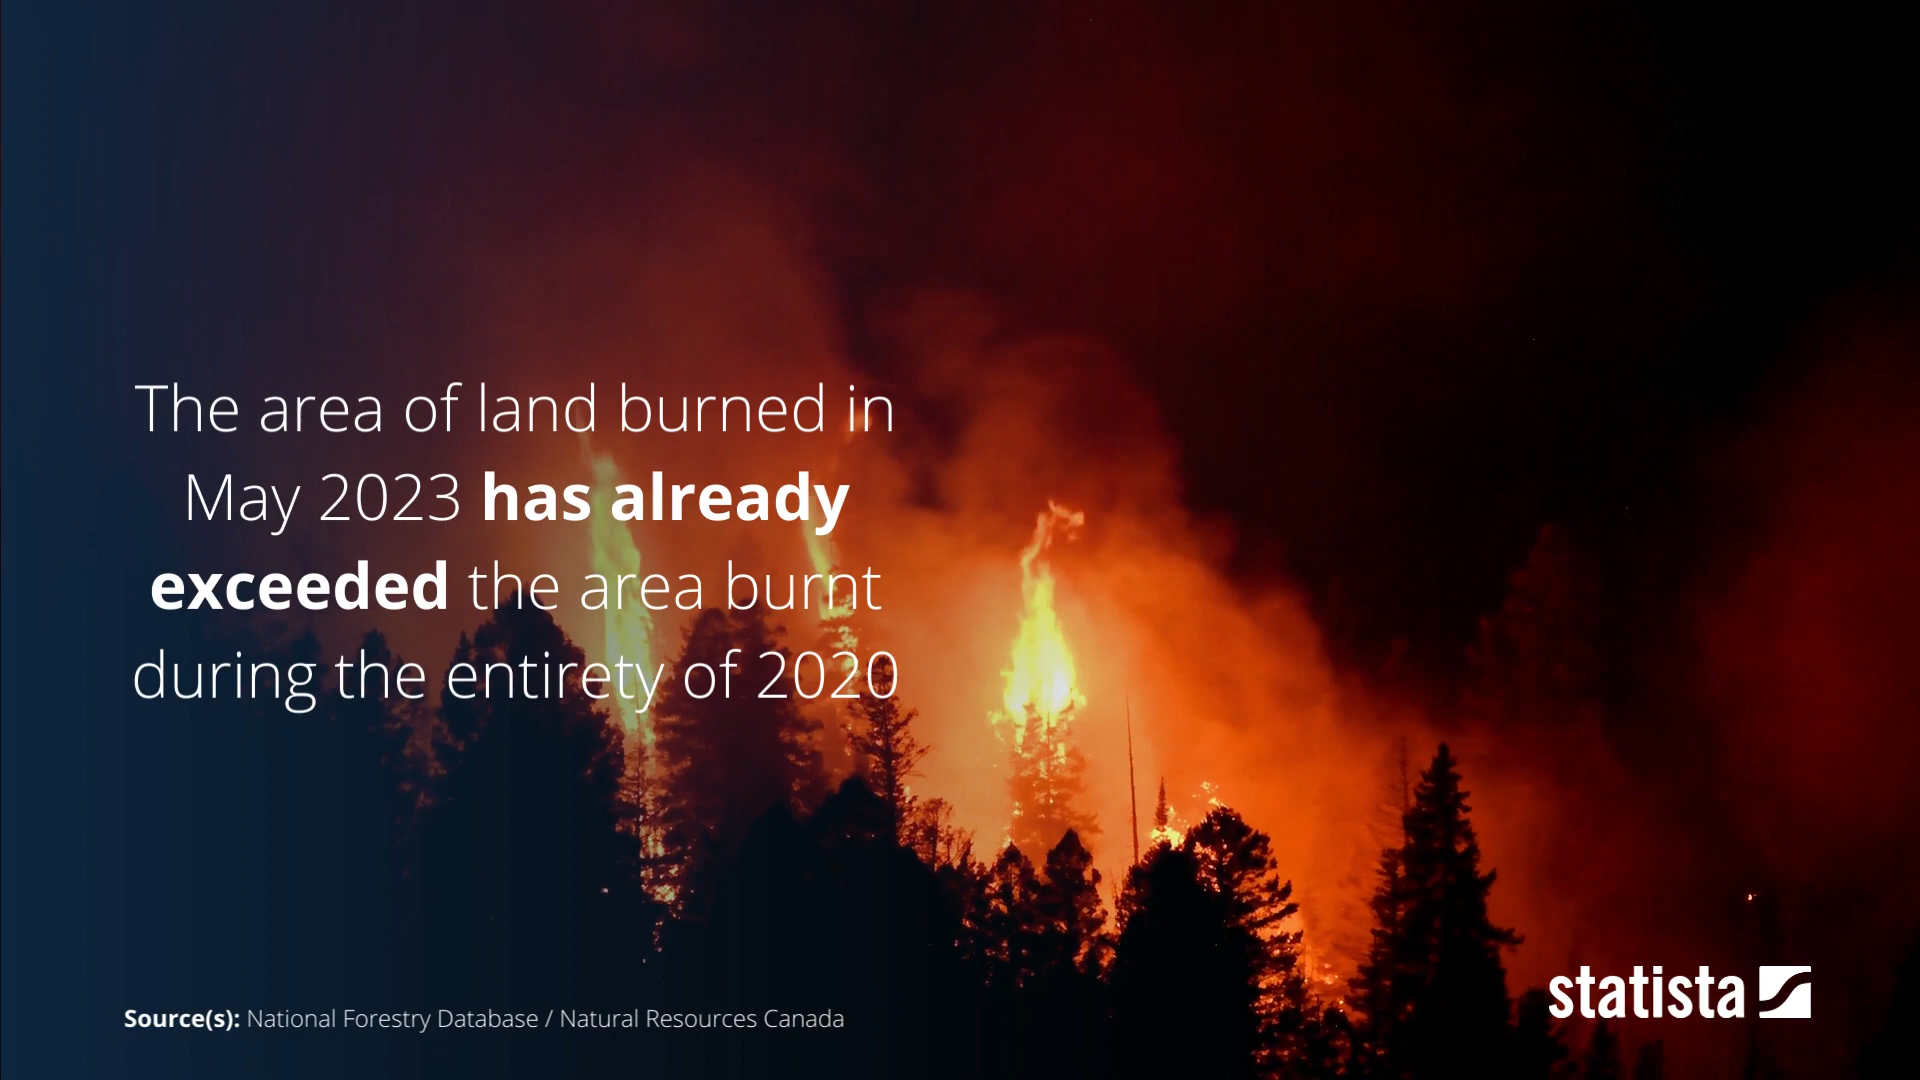 The area of land burned in
May 2023 has already
exceeded the area burnt
during the entirety of 2020
Source(s): National Forestry Database / Natural Resources Canada
statista